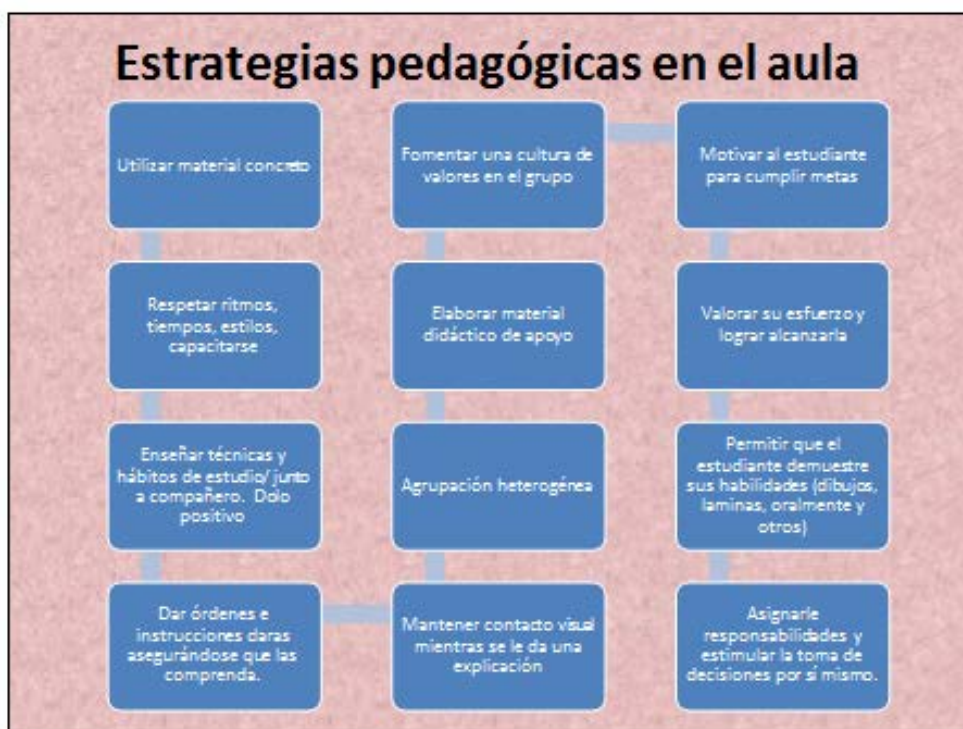 Estrategias pedagógicas en el aula
Utilizar material concreto
Respetar ritmos,
tiempos, estilos,
capacitarse
Enseñar técnicas y
hábitos de estudio/ junto
a compañero. Dolo
positivo
Dar órdenes e
instrucciones claras
asegurándose que las
comprenda.
Mantener contacto visual
mientras se le da una
explicación
Agrupación heterogénea
Elaborar material
didáctico de apoyo
Fomentar una cultura de
valores en el grupo
Motivar al estudiante
para cumplir metas
Valorar su esfuerzo y
lograr alcanzarla
Permitir que el
estudiante demuestre
sus habilidades (dibujos,
laminas, oralmente y
otros)
Asignarle
responsabilidades y
estimular la toma de
decisiones por sí mismo.